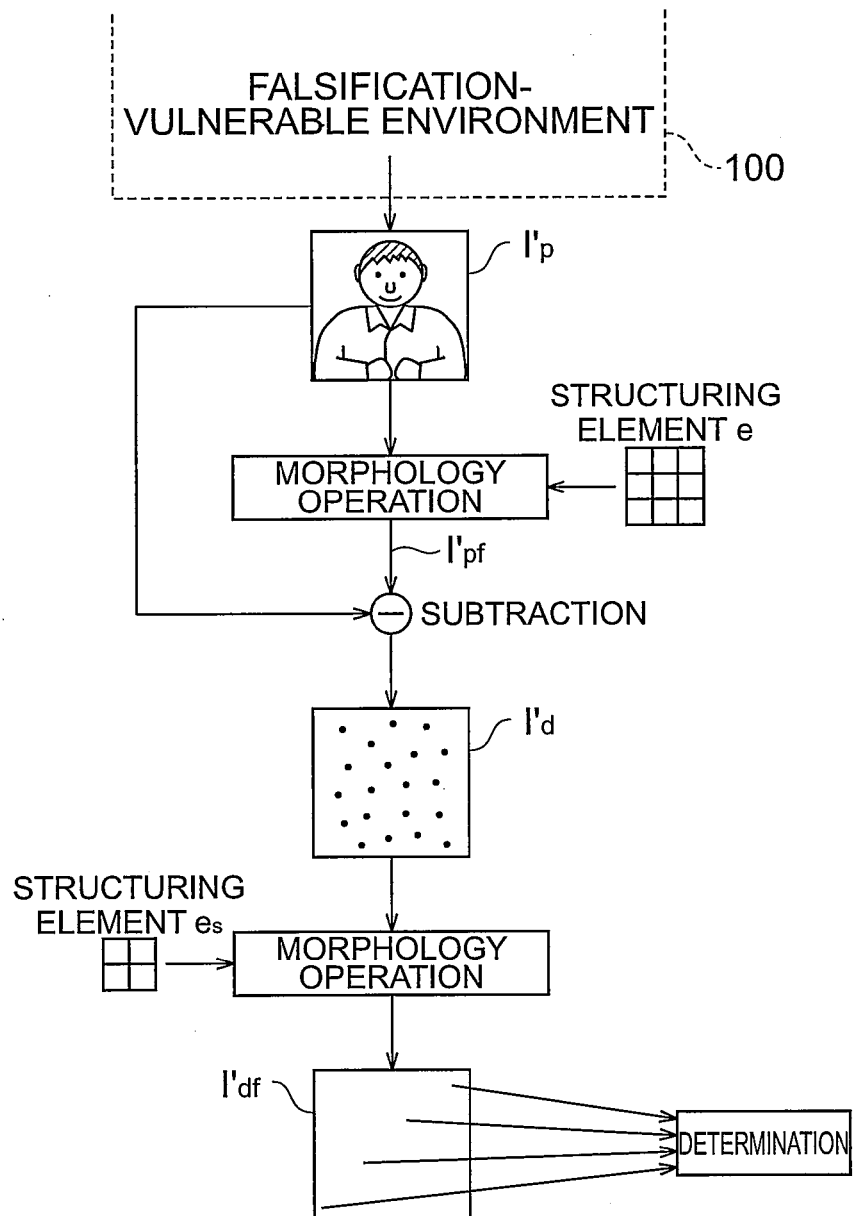 FALSIFICATION-
VULNERABLE ENVIRONMENT
100
I'p
STRUCTURING
ELEMENT e
MORPHOLOGY
OPERATION
I'pf
SUBTRACTION
I'd
STRUCTURING
ELEMENT es
MORPHOLOGY
OPERATION
I'df
DETERMINATION